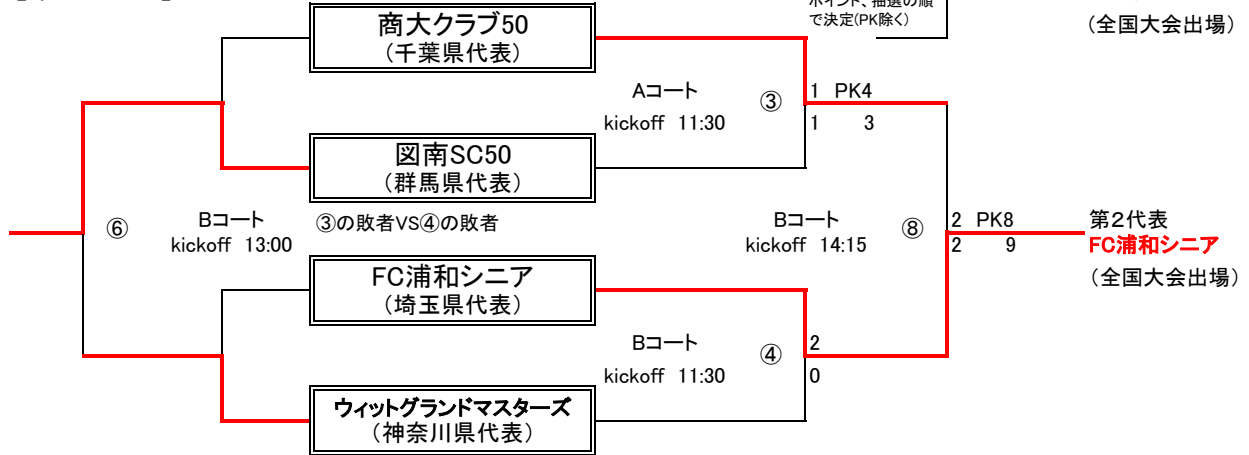 ポイント、抽選の順
で決定(PK除く)
（全国大会出場）
商大クラブ50
（千葉県代表）
Aコート
kickoff 11:30
③
1 PK4
1 3
図南SC50
（群馬県代表）
⑥
Bコート
kickoff 13:00
③の敗者VS④の敗者
Bコート
kickoff 14:15
⑧
2 PK8
2 9
第2代表
FC浦和シニア
（全国大会出場）
FC浦和シニア
（埼玉県代表）
Bコート
kickoff 11:30
④
2
0
ウィットグランドマスターズ
（神奈川県代表）